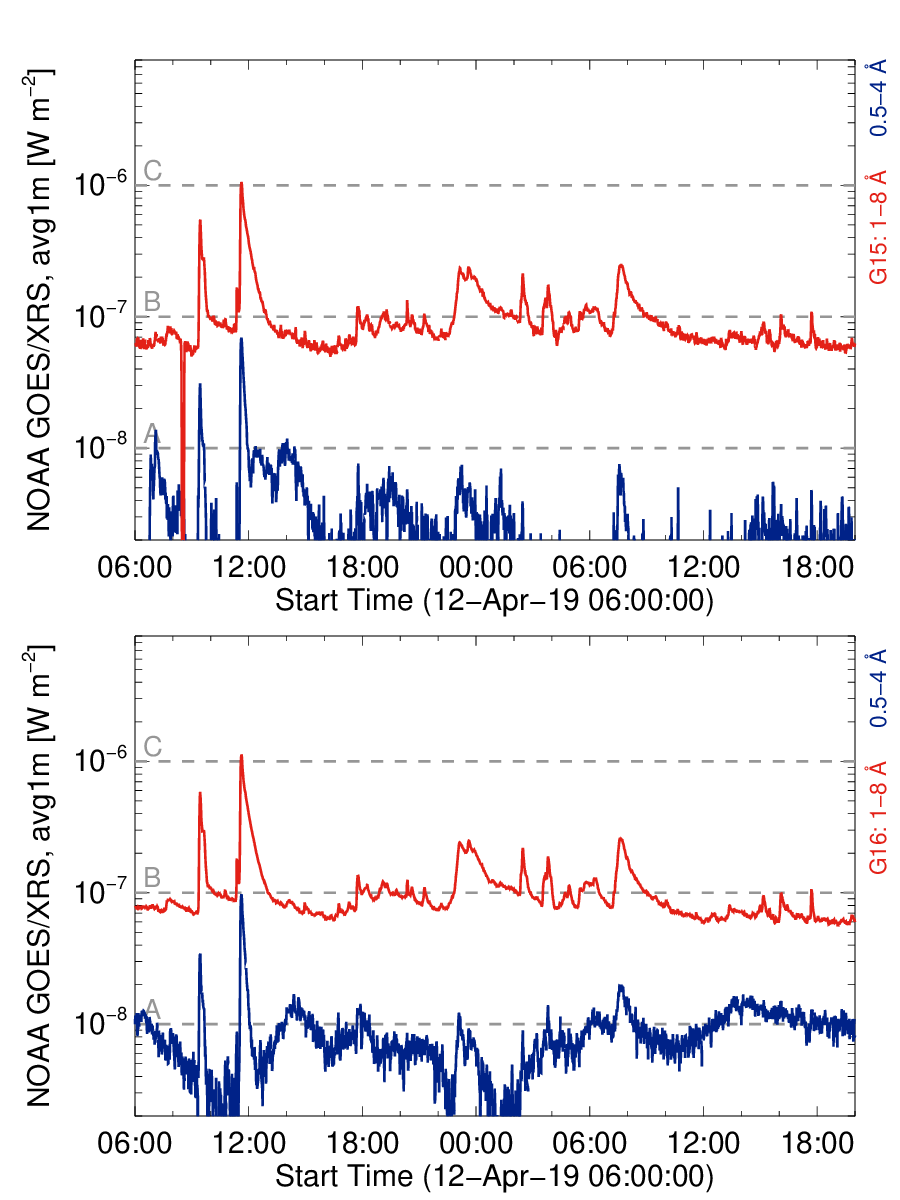 NOAA GOES/XRS, avg1m [W m−2]
10−6
10−7
10−8
C
B
A
06:00 12:00 18:00 00:00 06:00 12:00 18:00
Start Time (12−Apr−19 06:00:00)
G15: 1−8 Å 0.5−4 Å
NOAA GOES/XRS, avg1m [W m−2]
10−6
10−7
10−8
C
B
A
06:00 12:00 18:00 00:00 06:00 12:00 18:00
Start Time (12−Apr−19 06:00:00)
G16: 1−8 Å 0.5−4 Å